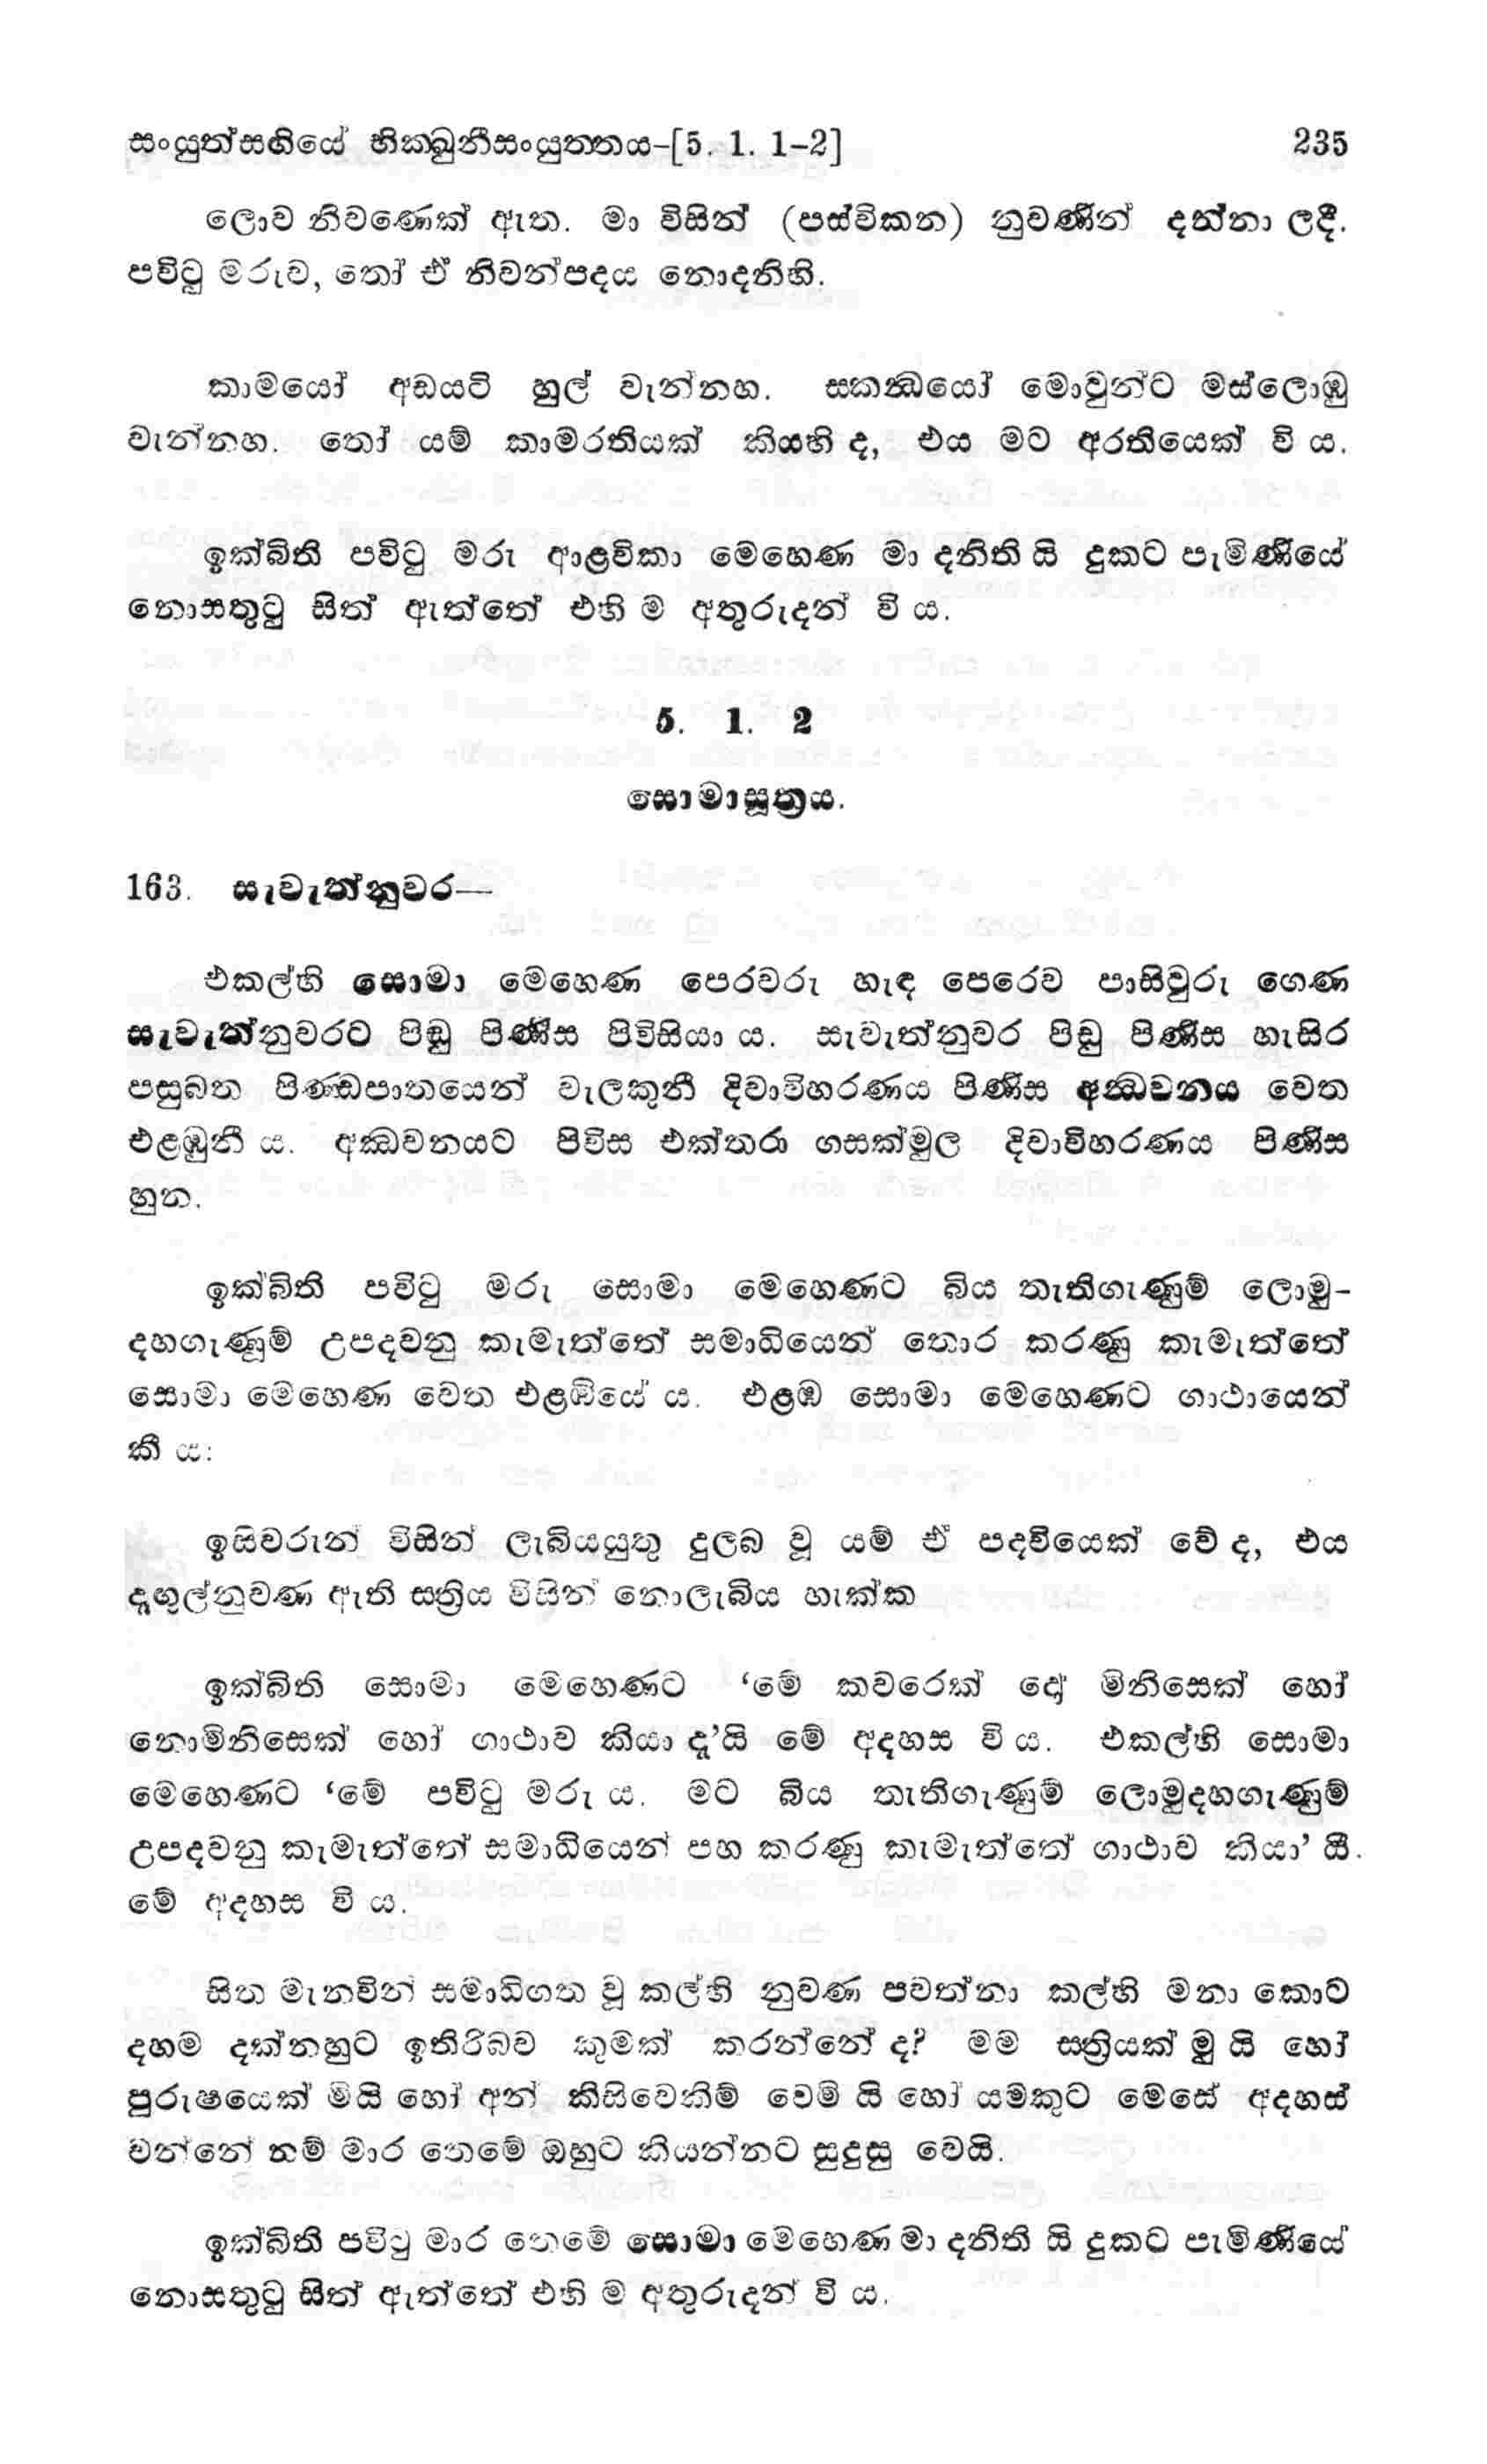 සංයුත්සඟියේ භික්ඛුනීසංයුත්තය-[5. 1. 1-2] 235
ලොව නිවණෙක් ඇත. මා විසින් (පස්විකන) නුවණින් දන්නා ලදී.
පවිටු මරුව, තෝ ඒ නිවන්පදය නොදනිහි.
කාමයෝ අඩයටි හුල් වැන්නහ. ස්කන්ධයෝ මොවුන්ට මස්ලොඹු
වැන්නහ. තෝ යම් කාමරතියක් කියහි ද, එය මට අරතියෙක් වි ය.
ඉක්බිති පවිටු මරු ආළවිකා මෙහෙණ මා දනිති යි දුකට පැමිණියේ
නොසතුටු සිත් ඇත්තේ එහි ම අතුරුදන් වි ය.
5. 1. 2
සොමාසූත්‍රය.
163. සැවැත්නුවර—
එකල්හි සොමා මෙහෙණ පෙරවරු හැඳ පෙරෙව පාසිවුරු ගෙණ
සැවැත්නුවරට පිඬු පිණිස පිවිසියා ය. සැවැත්නුවර පිඬු පිණිස හැසිර
පසුබත පිණ්ඩපාතයෙන් වැලකුනී දිවාවිහරණය පිණිස අන්ධවනය වෙත
එළඹුනී ය. අන්ධවනයට පිවිස එක්තරා ගසක්මුල දිවාවිහරණය පිණිස
හුන.
ඉක්බිති පවිටු මරු සොමා මෙහෙණට බිය තැතිගැණුම් ලොමු-
දහගැණුම් උපදවනු කැමැත්තේ සමාධියෙන් තොර කරණු කැමැත්තේ
සොමා මෙහෙණ වෙත එළඹියේ ය. එළඹ සොමා මෙහෙණට ගාථායෙන්
කී ය:
ඉසිවරුන් විසින් ලැබියයුතු දුලබ වූ යම් ඒ පදවියෙක් වේ ද, එය
දෑඟුල්නුවණ ඇති ස්ත්‍රිය විසින් නොලැබිය හැක්ක
ඉක්බිති සොමා මෙහෙණට ‘මේ කවරෙක් දෝ මිනිසෙක් හෝ
නොමිනිසෙක් හෝ ගාථාව කියා දැ’යි මේ අදහස වි ය. එකල්හි සොමා
මෙහෙණට ‘මේ පවිටු මරු ය. මට බිය තැතිගැණුම් ලොමුදහගැණුම්
උපදවනු කැමැත්තේ සමාධියෙන් පහ කරණු කැමැත්තේ ගාථාව කියා’ යී.
මේ අදහස වි ය.
සිත මැනවින් සමාධිගත වූ කල්හි නුවණ පවත්නා කල්හි මනා කොට
දහම දක්නහුට ඉතිරිබව කුමක් කරන්නේ ද? මම ස්ත්‍රියක් මු යි හෝ
පුරුෂයෙක් මියි හෝ අන් කිසිවෙකිම් වෙමි යි හෝ යමකුට මෙසේ අදහස්
වන්නේ නම් මාර තෙමේ ඔහුට කියන්නට සුදුසු වෙයි.
ඉක්බිති පවිටු මාර තෙමේ සොමා මෙහෙණ මා දනිති යි දුකට පැමිණියේ
නොසතුටු සිත් ඇත්තේ එහි ම අතුරුදන් වි ය.